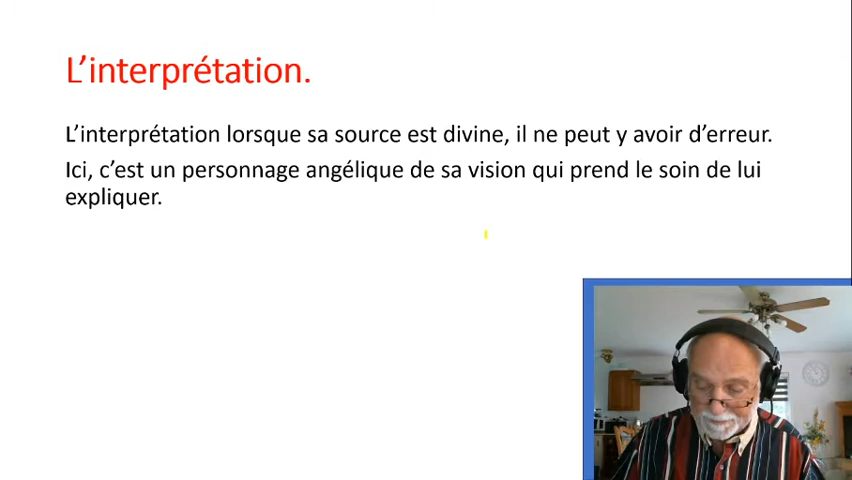 L’interprétation.
L’interprétation lorsque sa source est divine, il ne peut y avoir d’erreur.
Ici, c’est un personnage angélique de sa vision qui prend le soin de lui
expliquer.